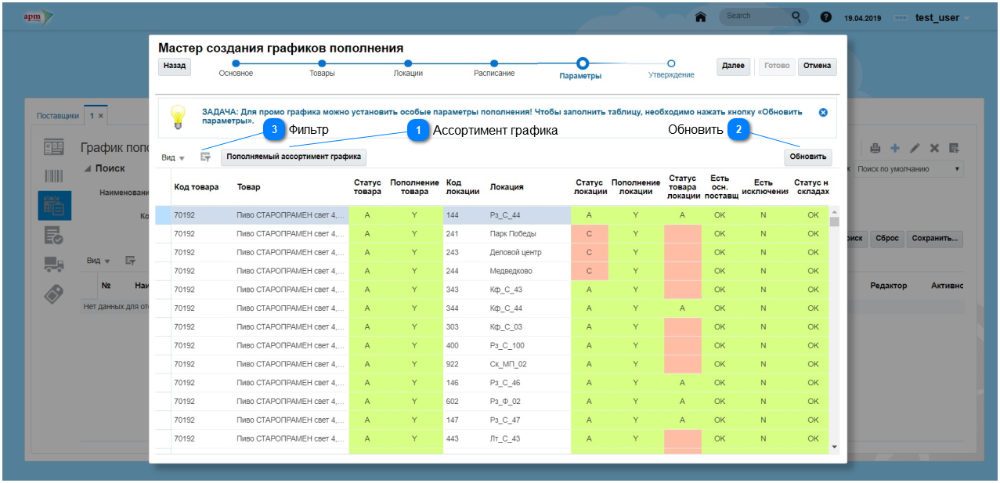 арт
Search
19.04.2019
test_user
Мастер создания графиков пополнения
Назад
Основное
Товары
Локации
Расписание
Параметры
Утверждение
Далее
Готово
Отмена
ЗАДАЧА: Для промо графика можно установить особые параметры пополнения! Чтобы заполнить таблицу, необходимо нажать кнопку «Обновить
параметры».
3 Фильтр
1 Ассортимент графика
Обновить 2
Вид
Пополняемый ассортимент графика
Обновить
Код товара Товар Статус товара Пополнение товара Код локации Локация Статус локации Пополнение локации Статус товара локации Есть осн. поставщ Есть исключени Статус н складах
70192 Пиво СТАРОПРАМЕН свет 4,... A Y 144 Рз_С_44 A Y A OK N OK
70192 Пиво СТАРОПРАМЕН свет 4,... A Y 241 Парк Победы C Y OK N OK
70192 Пиво СТАРОПРАМЕН свет 4,... A Y 243 Деловой центр C Y OK N OK
70192 Пиво СТАРОПРАМЕН свет 4,... A Y 244 Медведково C Y OK N OK
70192 Пиво СТАРОПРАМЕН свет 4,... A Y 343 Кф_С_43 A Y OK N OK
70192 Пиво СТАРОПРАМЕН свет 4,... A Y 344 Кф_С_44 A Y A OK N OK
70192 Пиво СТАРОПРАМЕН свет 4,... A Y 303 Кф_С_03 A Y OK N OK
70192 Пиво СТАРОПРАМЕН свет 4,... A Y 400 Рз_С_100 A Y OK N OK
70192 Пиво СТАРОПРАМЕН свет 4,... A Y 922 Ск_МП_02 A Y OK N OK
70192 Пиво СТАРОПРАМЕН свет 4,... A Y 146 Рз_С_46 A Y A OK N OK
70192 Пиво СТАРОПРАМЕН свет 4,... A Y 602 Рз_Ф_02 A Y A OK N OK
70192 Пиво СТАРОПРАМЕН свет 4,... A Y 147 Рз_С_47 A Y A OK N OK
70192 Пиво СТАРОПРАМЕН свет 4,... A Y 443 Лт_С_43 A Y OK N OK
Поставщики
1 ×
График попо
Поиск
Наименовани
Ко
Вид
№ Наи
Нет данных для от
Поиск по умолчанию
иск
Сброс
Сохранить...
Редактор Активнс